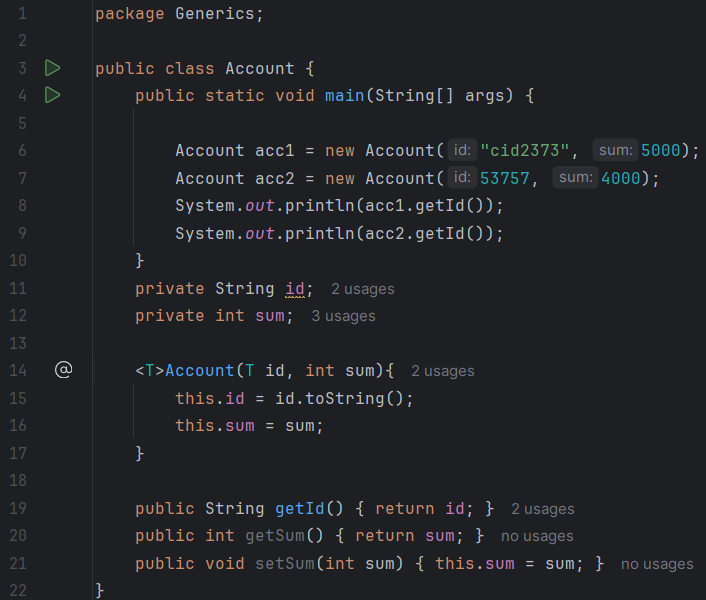 1 package Generics;
2
3 public class Account {
4 public static void main(String[] args) {
5
6 Account acc1 = new Account( id: "cid2373", sum: 5000);
7 Account acc2 = new Account( id: 53757, sum: 4000);
8 System.out.println(acc1.getId());
9 System.out.println(acc2.getId());
10 }
11 private String id; 2 usages
12 private int sum; 3 usages
13
14 @ <T>Account(T id, int sum){ 2 usages
15 this.id = id.toString();
16 this.sum = sum;
17 }
18
19 public String getId() { return id; } 2 usages
20 public int getSum() { return sum; } no usages
21 public void setSum(int sum) { this.sum = sum; } no usages
22 }